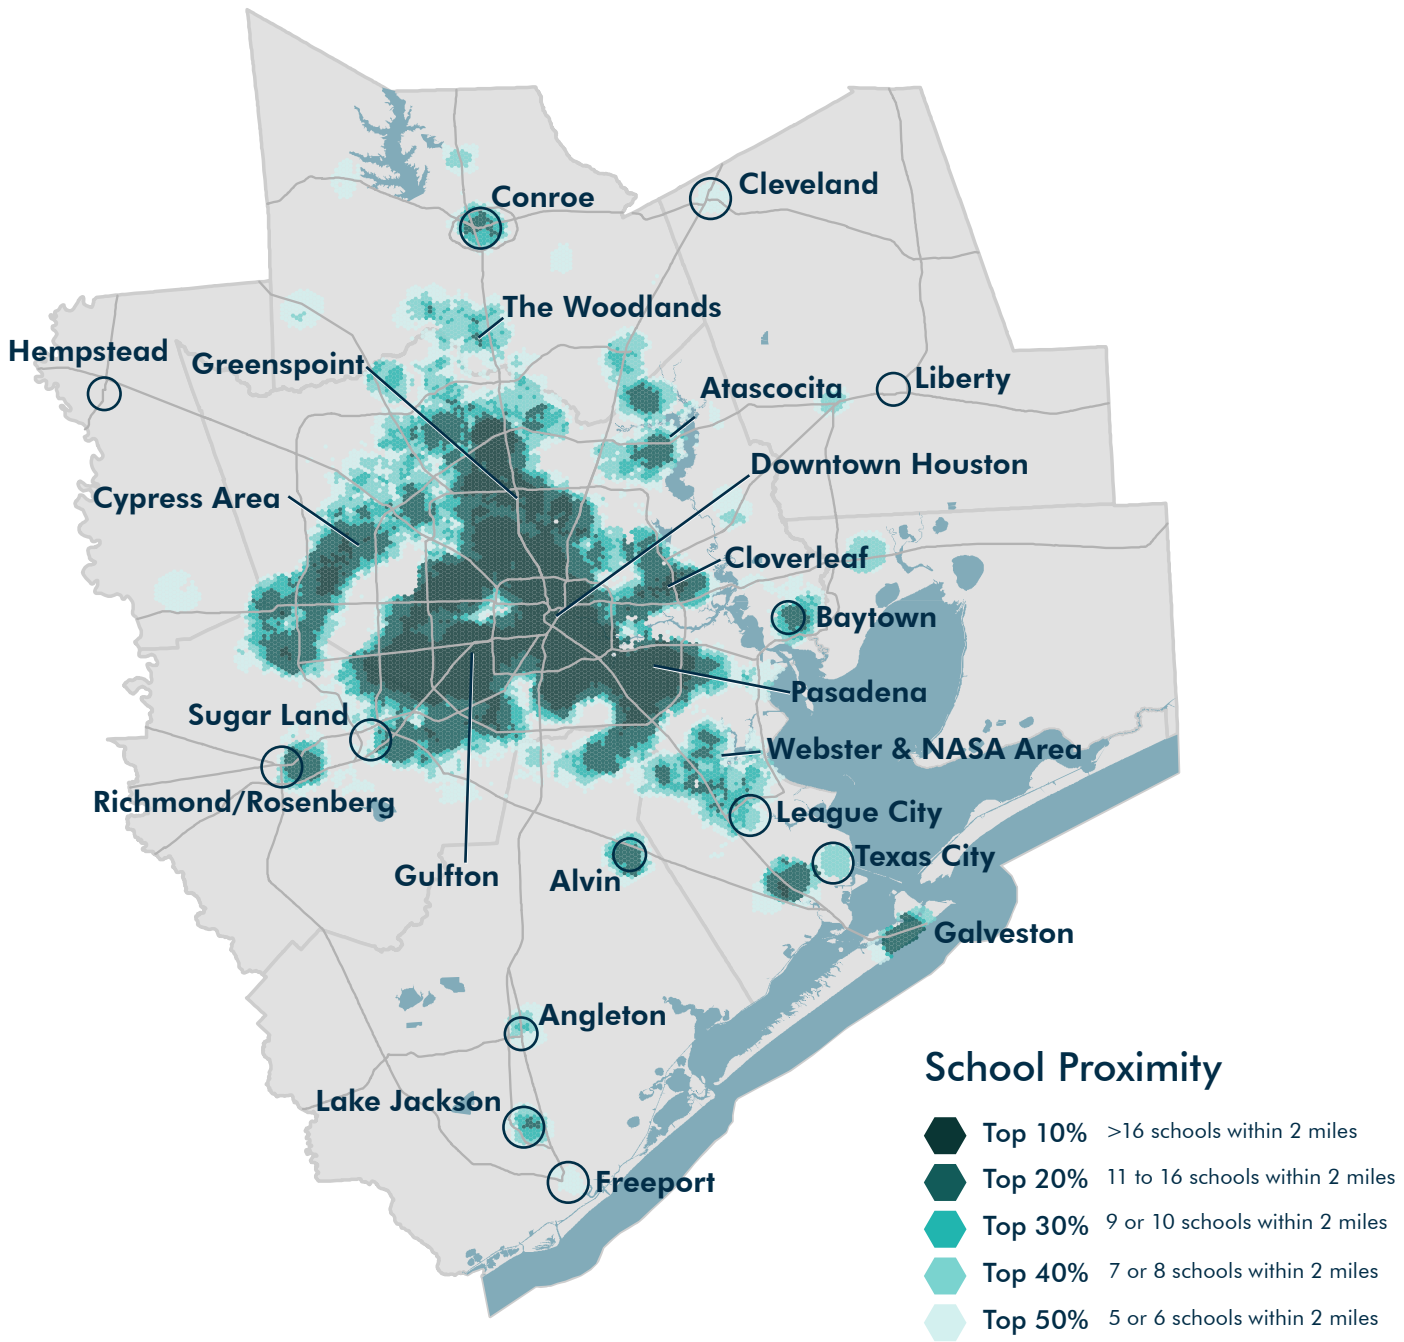 Conroe
Cleveland
The Woodlands
Hempstead
Greenspoint
Atascocita
Liberty
Downtown Houston
Cypress Area
Cloverleaf
Baytown
Pasadena
Sugar Land
Webster & NASA Area
Richmond/Rosenberg
League City
Texas City
Gulfton
Alvin
Galveston
Angleton
Lake Jackson
Freeport
School Proximity
Top 10% >16 schools within 2 miles
Top 20% 11 to 16 schools within 2 miles
Top 30% 9 or 10 schools within 2 miles
Top 40% 7 or 8 schools within 2 miles
Top 50% 5 or 6 schools within 2 miles